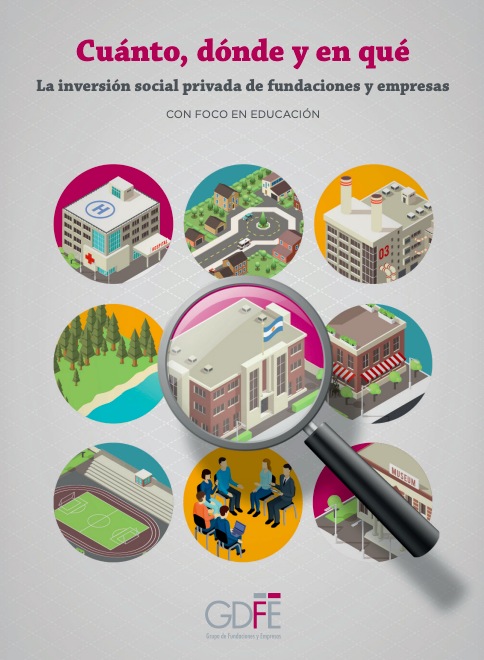 Cuánto, dónde y en qué
La inversión social privada de fundaciones y empresas
CON FOCO EN EDUCACIÓN
H
HOSPITAL
03
MUSEUM
GDFE
Grupo de Fundaciones y Empresas